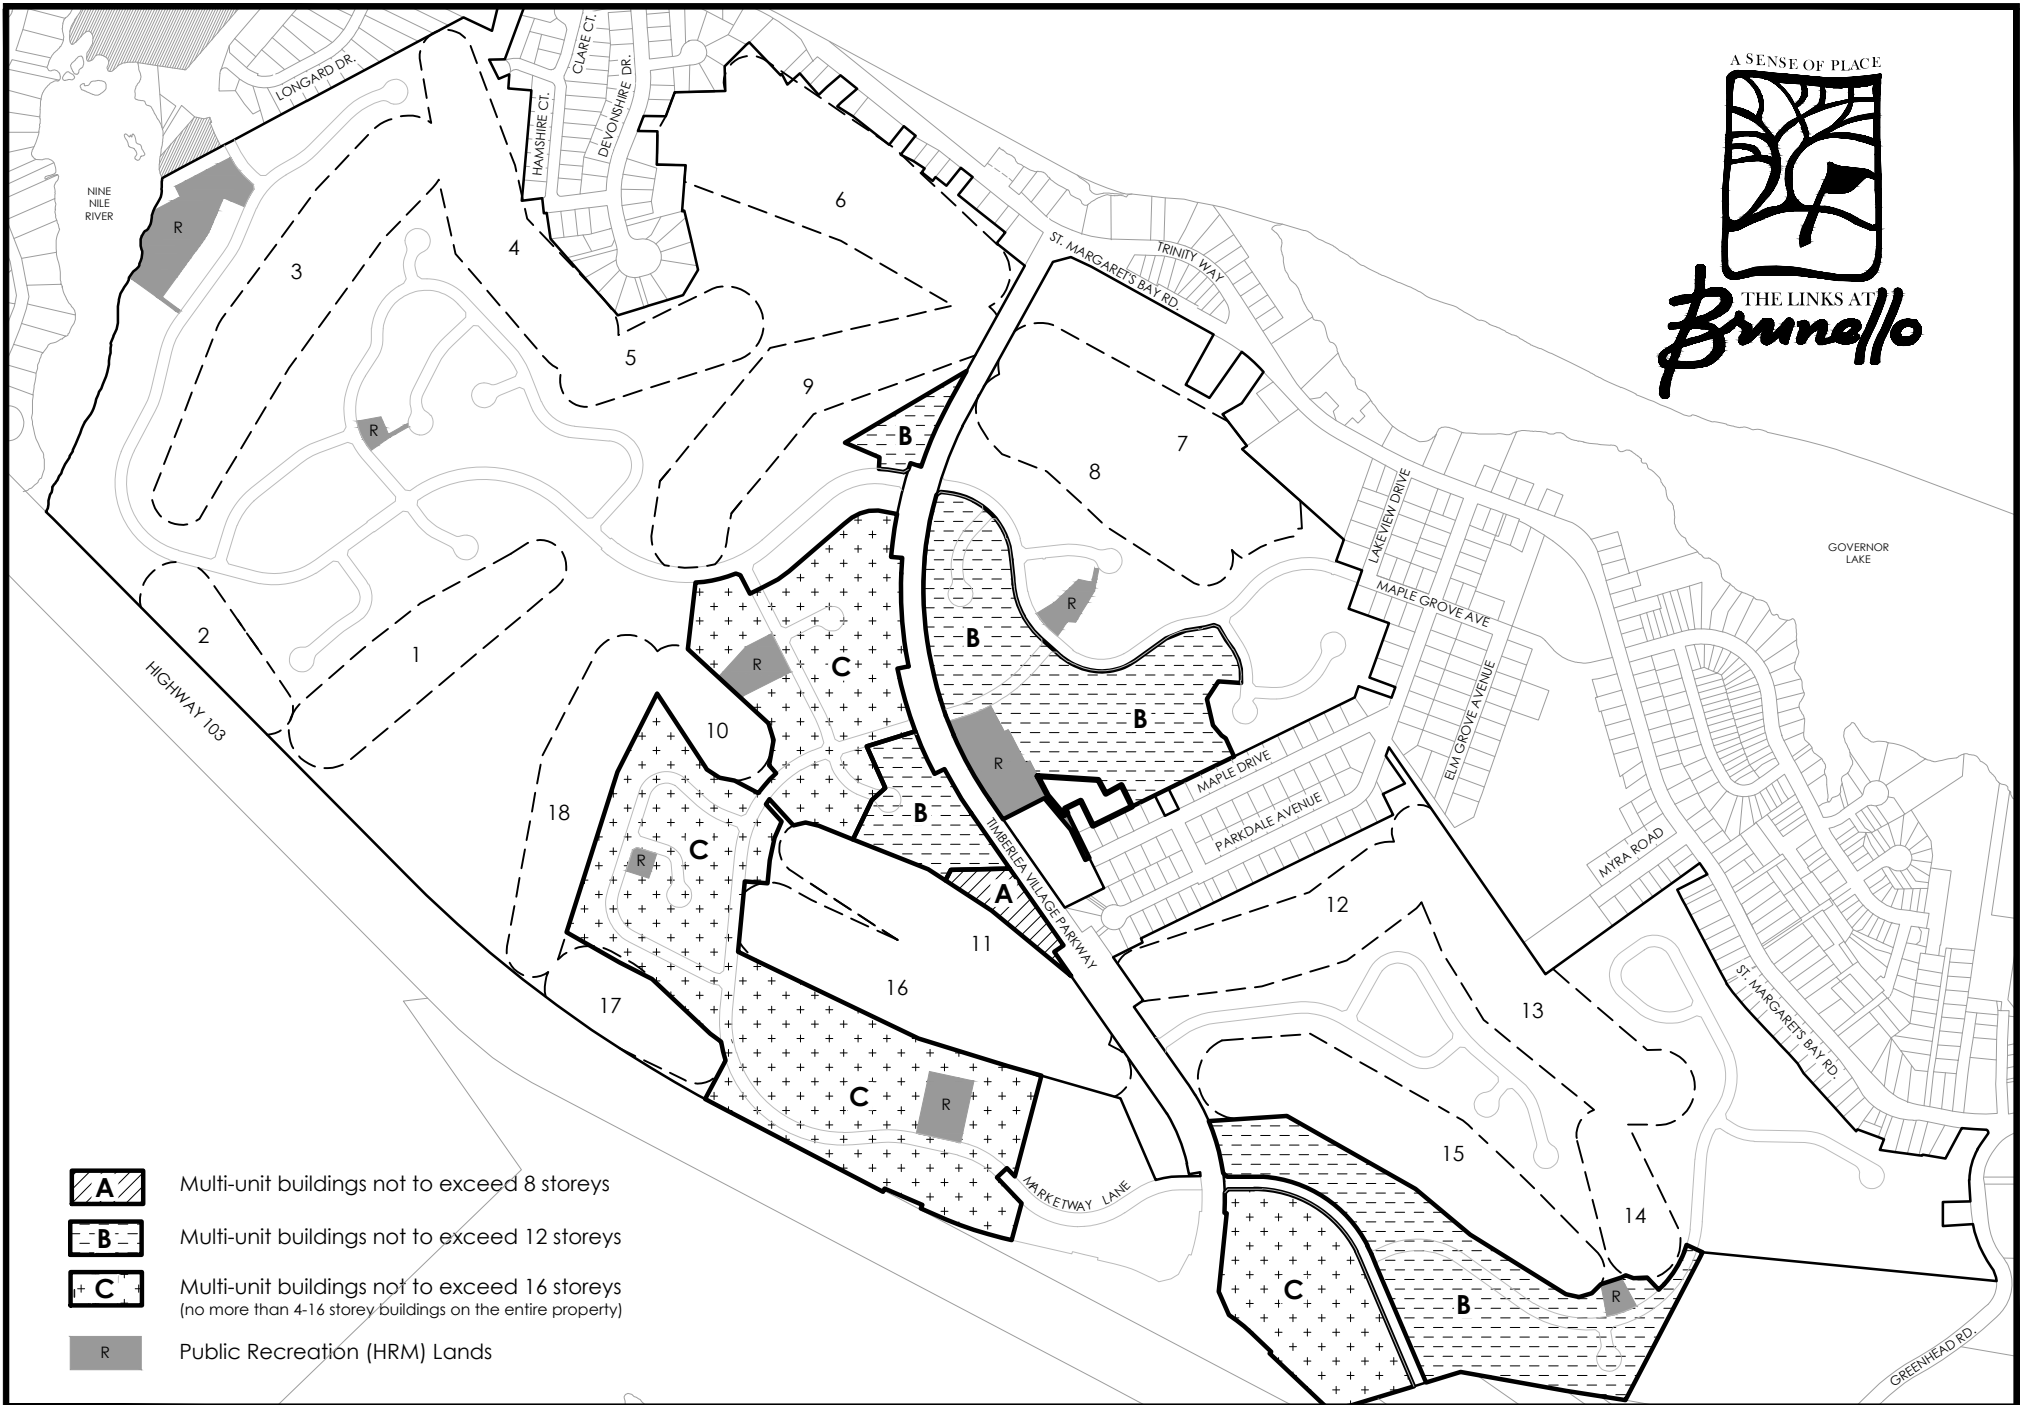 A SENSE OF PLACE
THE LINKS AT
Brunello
LONGARD DR.
CLARE CT.
DEVONSHIRE DR.
HAMSHIRE CT.
NINE
NILE
RIVER
R
3
4
6
5
9
ST. MARGARETS BAY RD.
TRINITY WAY
R
B
7
8
LAKEVIEW DRIVE
GOVERNOR
LAKE
MAPLE GROVE AVE
ELM GROVE AVENUE
R
B
B
2
1
HIGHWAY 103
R
C
10
R
MAPLE DRIVE
PARKDALE AVENUE
MYRA ROAD
18
C
R
B
TIMBERLEA VILLAGE PARKWAY
A
11
12
16
17
13
ST. MARGARETS BAY RD.
C
R
15
14
MARKETWAY LANE
C
B
R
GREENHEAD RD.
A Multi-unit buildings not to exceed 8 storeys
B Multi-unit buildings not to exceed 12 storeys
C Multi-unit buildings not to exceed 16 storeys
(no more than 4-16 storey buildings on the entire property)
R Public Recreation (HRM) Lands